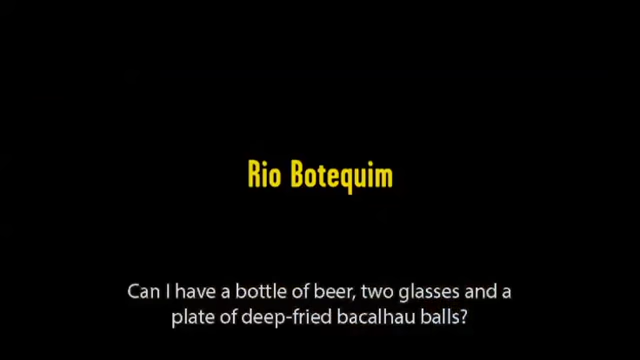 Rio Botequim
Can I have a bottle of beer, two glasses and a
plate of deep-fried bacalhau balls?